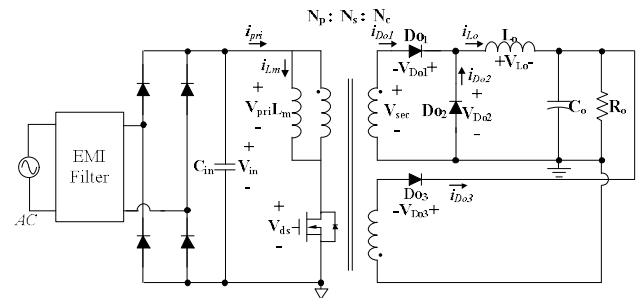 Np: Ns: Nc
ipri
iDo1 Do1 iLo Lo
iLm
-VDo1+ +VLo-
iDo2
+
Vpri Lm
-
+
Vsec
-
Do2
+
VDo2
-
Co Ro
EMI
Filter
AC
Cin
+
Vin
-
Do3
-VDo3+ iDo3
+
Vds
-